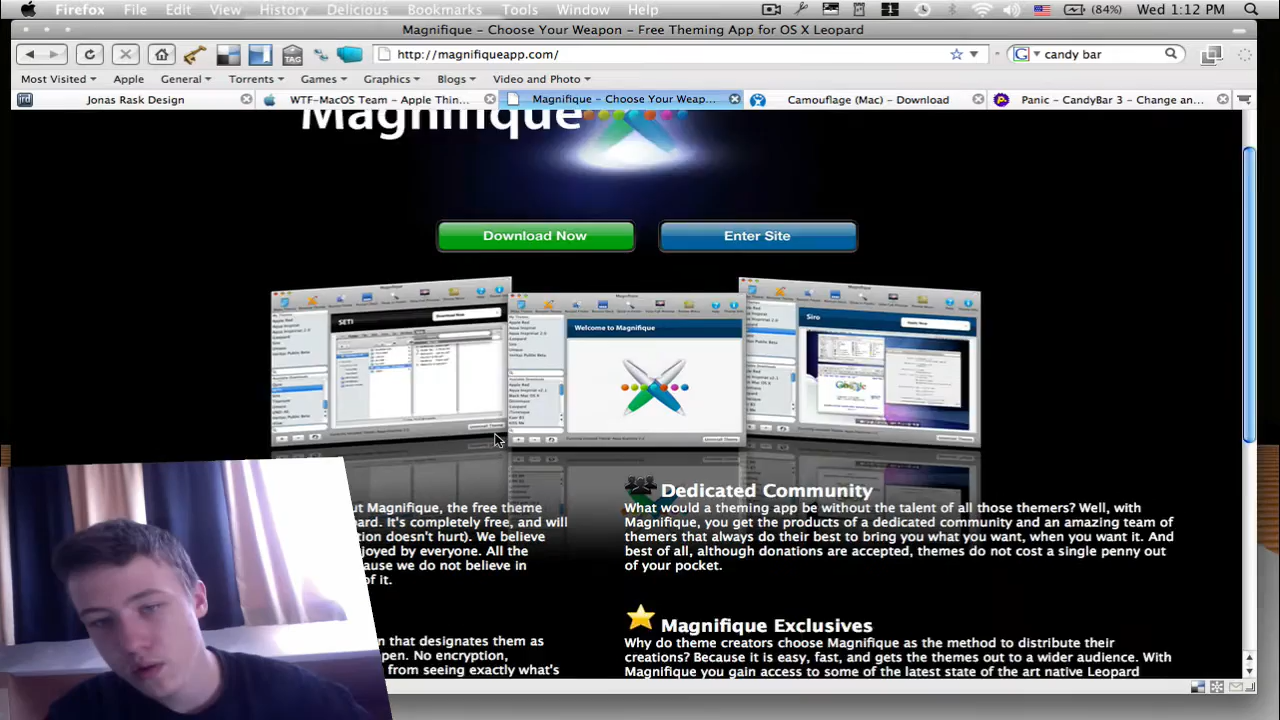 Firefox File Edit View History Delicious Bookmarks Tools Window Help (84%) Wed 1:12 PM
Magnifique – Choose Your Weapon – Free Theming App for OS X Leopard
http://magnifiqueapp.com/ candy bar
Most Visited Apple General Torrents Games Graphics Blogs Video and Photo
Jonas Rask Design WTF-MacOS Team – Apple Thin... Magnifique – Choose Your Weap... Camouflage (Mac) – Download Panic – CandyBar 3 – Change an...
Magnifique
Download Now Enter Site
SETI
Welcome to Magnifique
Siro
ut Magnifique, the free theme
ard. It's completely free, and will
tion doesn't hurt). We believe
joyed by everyone. All the
cause we do not believe in
of it.
Dedicated Community
What would a theming app be without the talent of all those themers? Well, with
Magnifique, you get the products of a dedicated community and an amazing team of
themers that always do their best to bring you what you want, when you want it. And
best of all, although donations are accepted, themes do not cost a single penny out
of your pocket.
n that designates them as
pen. No encryption,
from seeing exactly what's
Magnifique Exclusives
Why do theme creators choose Magnifique as the method to distribute their
creations? Because it is easy, fast, and gets the themes out to a wider audience. With
Magnifique you gain access to some of the latest state of the art native Leopard